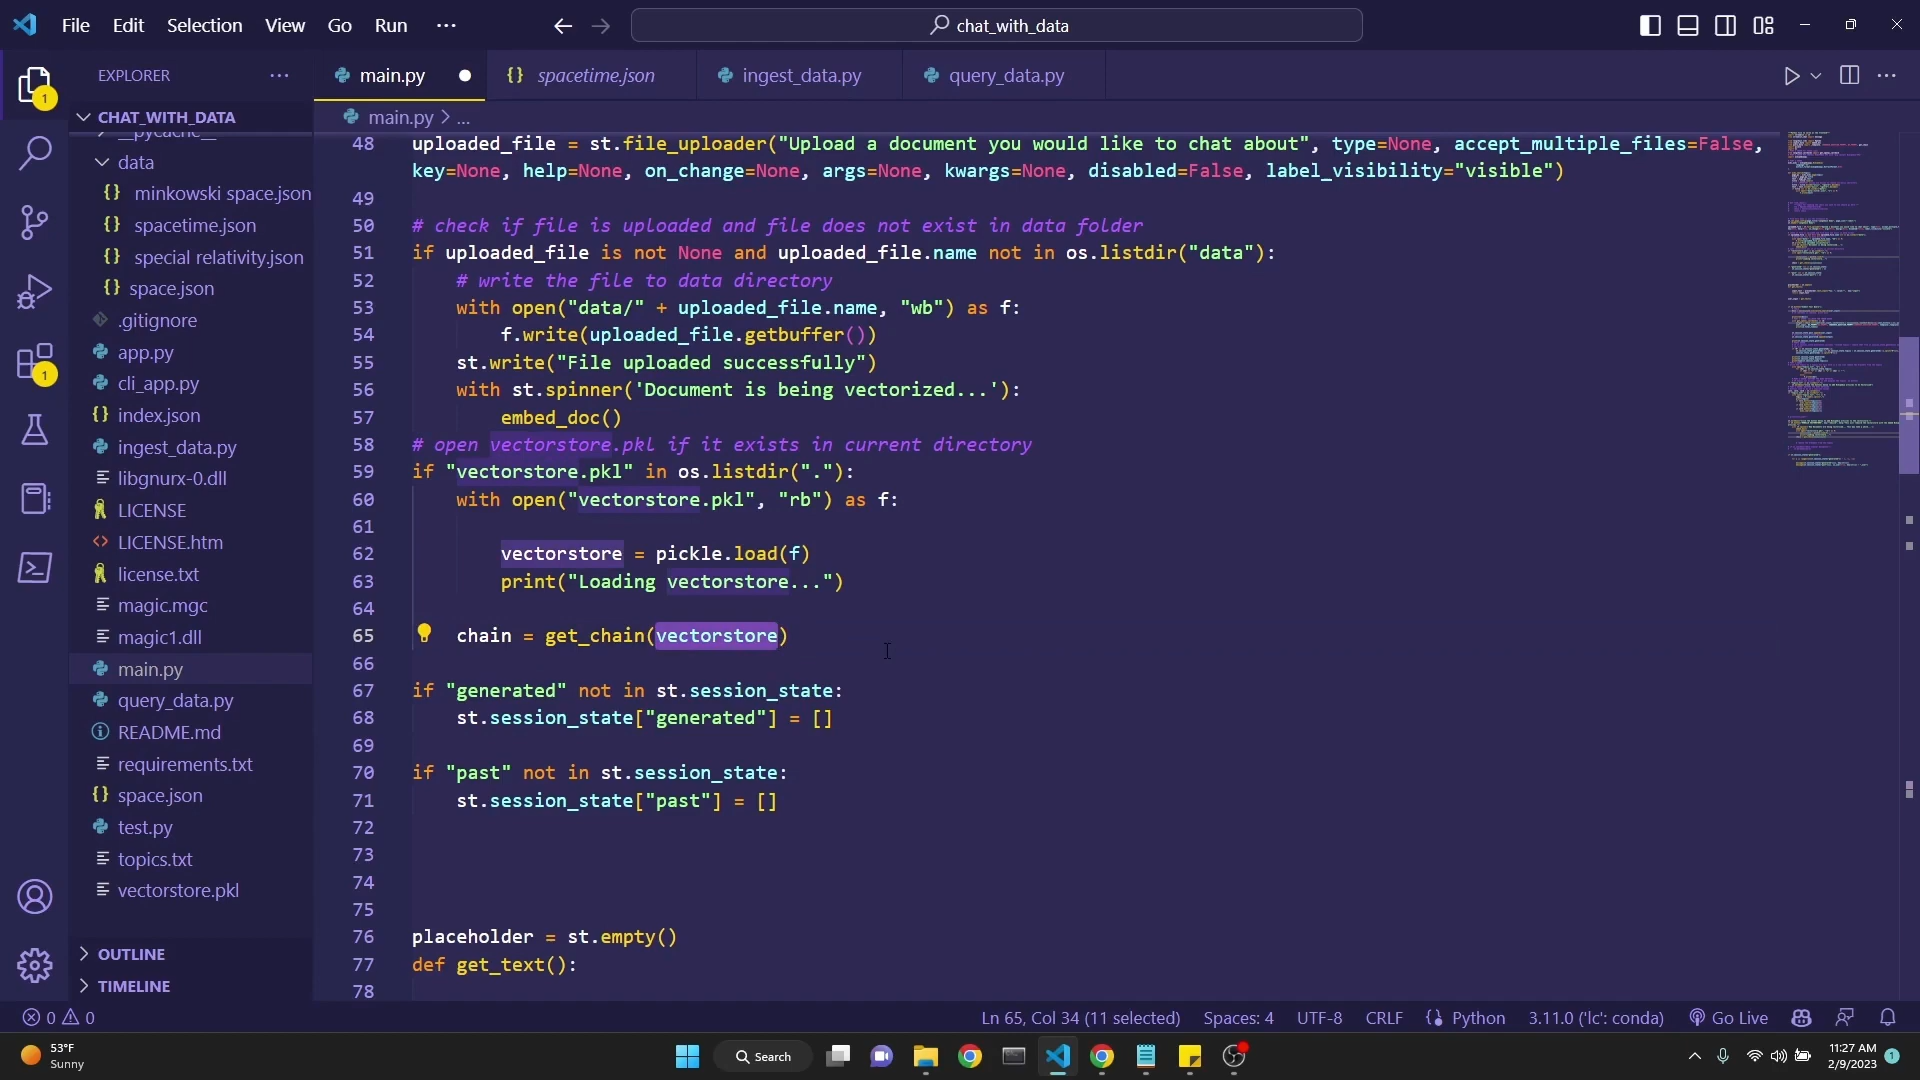 File Edit Selection View Go Run ···
chat_with_data
EXPLORER ···
main.py
spacetime.json
ingest_data.py
query_data.py
main.py > ...
CHAT_WITH_DATA
__pycache__
data
minkowski space.json
spacetime.json
special relativity.json
space.json
.gitignore
app.py
cli_app.py
index.json
ingest_data.py
libgnurx-0.dll
LICENSE
LICENSE.htm
license.txt
magic.mgc
magic1.dll
main.py
query_data.py
README.md
requirements.txt
space.json
test.py
topics.txt
vectorstore.pkl
OUTLINE
TIMELINE
1
1
48 uploaded_file = st.file_uploader("Upload a document you would like to chat about", type=None, accept_multiple_files=False,
key=None, help=None, on_change=None, args=None, kwargs=None, disabled=False, label_visibility="visible")
49
50 # check if file is uploaded and file does not exist in data folder
51 if uploaded_file is not None and uploaded_file.name not in os.listdir("data"):
52 # write the file to data directory
53 with open("data/" + uploaded_file.name, "wb") as f:
54 f.write(uploaded_file.getbuffer())
55 st.write("File uploaded successfully")
56 with st.spinner('Document is being vectorized...'):
57 embed_doc()
58 # open vectorstore.pkl if it exists in current directory
59 if "vectorstore.pkl" in os.listdir("."):
60 with open("vectorstore.pkl", "rb") as f:
61
62 vectorstore = pickle.load(f)
63 print("Loading vectorstore...")
64
65 chain = get_chain(vectorstore)
66
67 if "generated" not in st.session_state:
68 st.session_state["generated"] = []
69
70 if "past" not in st.session_state:
71 st.session_state["past"] = []
72
73
74
75
76 placeholder = st.empty()
77 def get_text():
78
0 0
Ln 65, Col 34 (11 selected) Spaces: 4 UTF-8 CRLF Python 3.11.0 ('lc': conda) Go Live
53°F
Sunny
Search
11:27 AM
2/9/2023
1